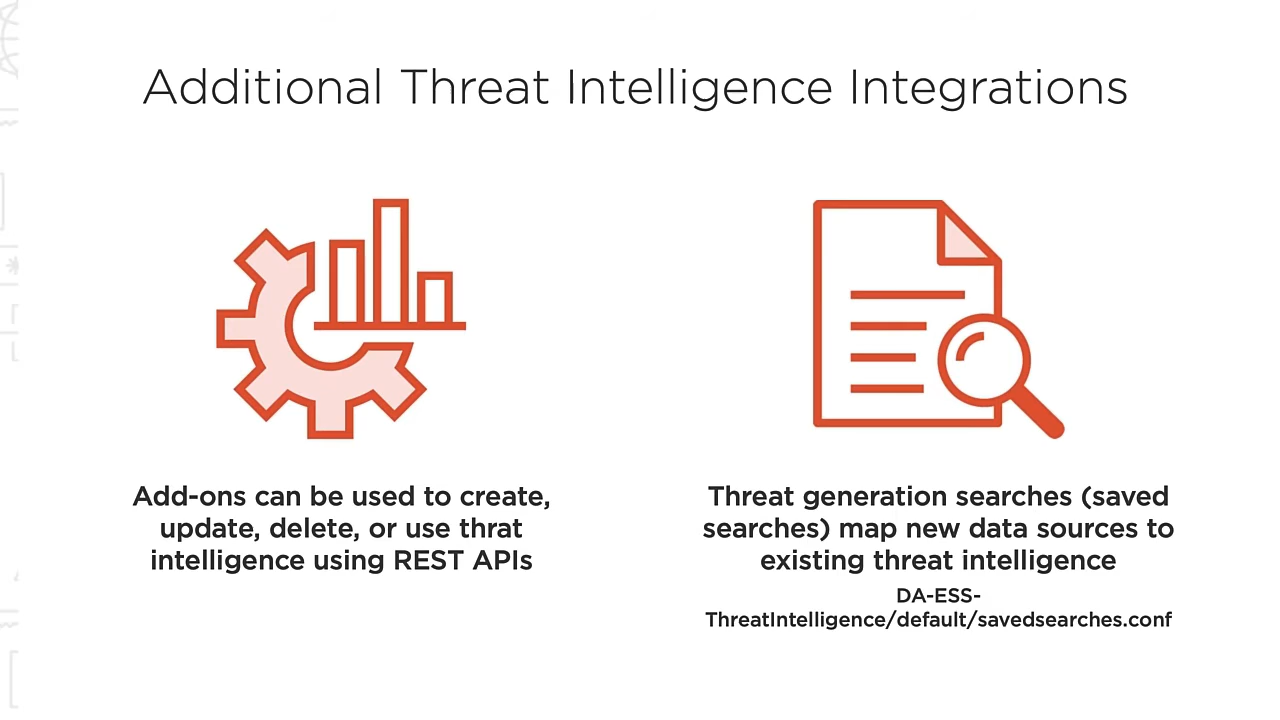 Additional Threat Intelligence Integrations
Add-ons can be used to create,
update, delete, or use thrat
intelligence using REST APIs
Threat generation searches (saved
searches) map new data sources to
existing threat intelligence
DA-ESS-
ThreatIntelligence/default/savedsearches.conf